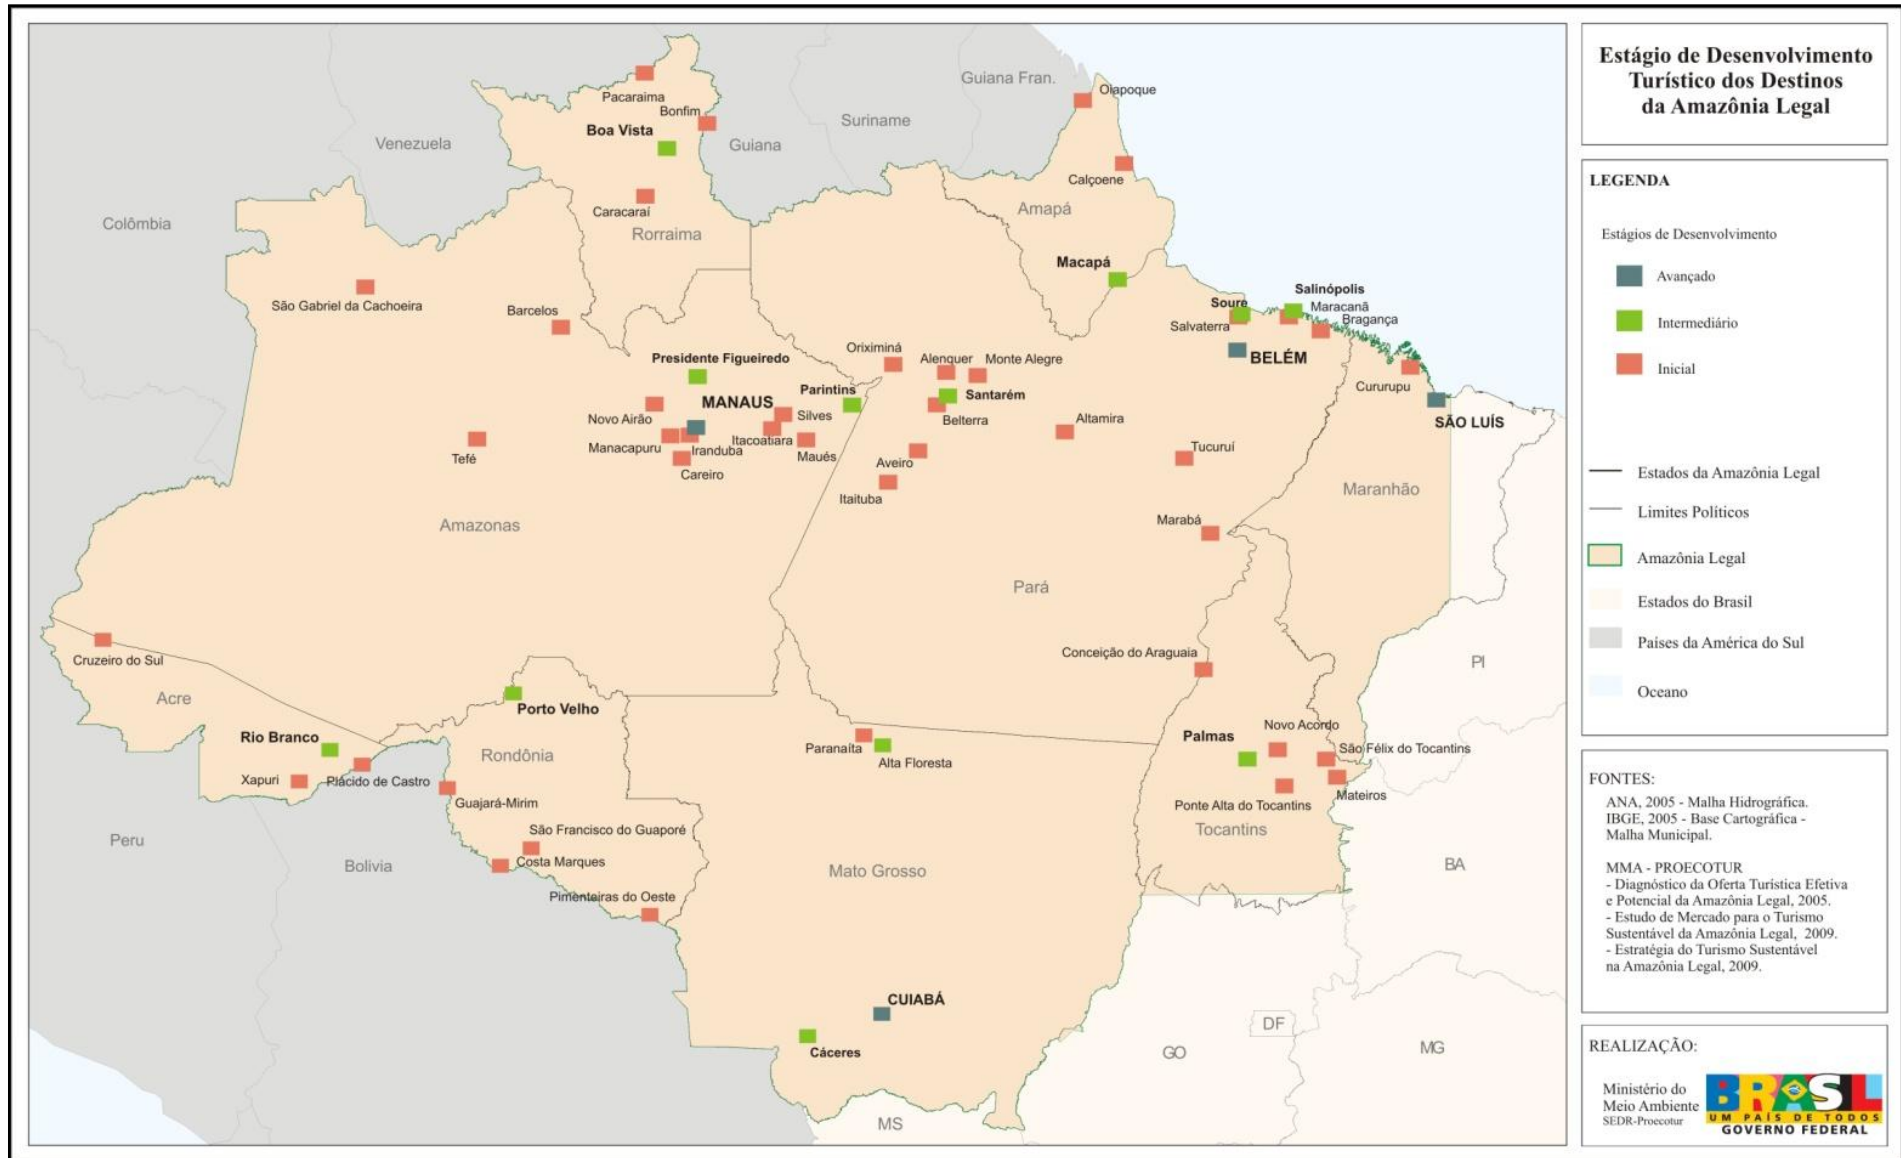 Estágio de Desenvolvimento
Turístico dos Destinos
da Amazônia Legal
LEGENDA
Estágios de Desenvolvimento
Avançado
Intermediário
Inicial
Estados da Amazônia Legal
Limites Políticos
Amazônia Legal
Estados do Brasil
Países da América do Sul
Oceano
FONTES:
ANA, 2005 - Malha Hidrográfica.
IBGE, 2005 - Base Cartográfica -
Malha Municipal.
MMA - PROECOTUR
- Diagnóstico da Oferta Turística Efetiva
e Potencial da Amazônia Legal, 2005.
- Estudo de Mercado para o Turismo
Sustentável da Amazônia Legal, 2009.
- Estratégia do Turismo Sustentável
na Amazônia Legal, 2009.
REALIZAÇÃO:
Ministério do
Meio Ambiente
SEDR-Proecotur
BRASIL
UM PAÍS DE TODOS
GOVERNO FEDERAL
Pacaraima
Bonfim
Boa Vista
Venezuela
Guiana
Suriname
Guiana Fran.
Oiapoque
Calçoene
Amapá
Caracaraí
Rorraima
Colômbia
Macapá
São Gabriel da Cachoeira
Barcelos
Soure
Salinópolis
Maracanã
Bragança
Salvaterra
BELÉM
Oriximiná
Alenquer
Monte Alegre
Presidente Figueiredo
Parintins
Santarém
Cururupu
MANAUS
Silves
Novo Airão
Belterra
Altamira
SÃO LUÍS
Itacoatiara
Manacapuru
Iranduba
Maués
Tefé
Careiro
Aveiro
Tucuruí
Itaituba
Maranhão
Amazonas
Marabá
Pará
Cruzeiro do Sul
Conceição do Araguaia
PI
Acre
Porto Velho
Rio Branco
Novo Acordo
Palmas
São Félix do Tocantins
Rondônia
Paranaíta
Alta Floresta
Xapuri
Plácido de Castro
Guajará-Mirim
Mateiros
Ponte Alta do Tocantins
Tocantins
São Francisco do Guaporé
Peru
Bolivia
Costa Marques
Mato Grosso
BA
Pimenteiras do Oeste
CUIABÁ
DF
Cáceres
GO
MG
MS